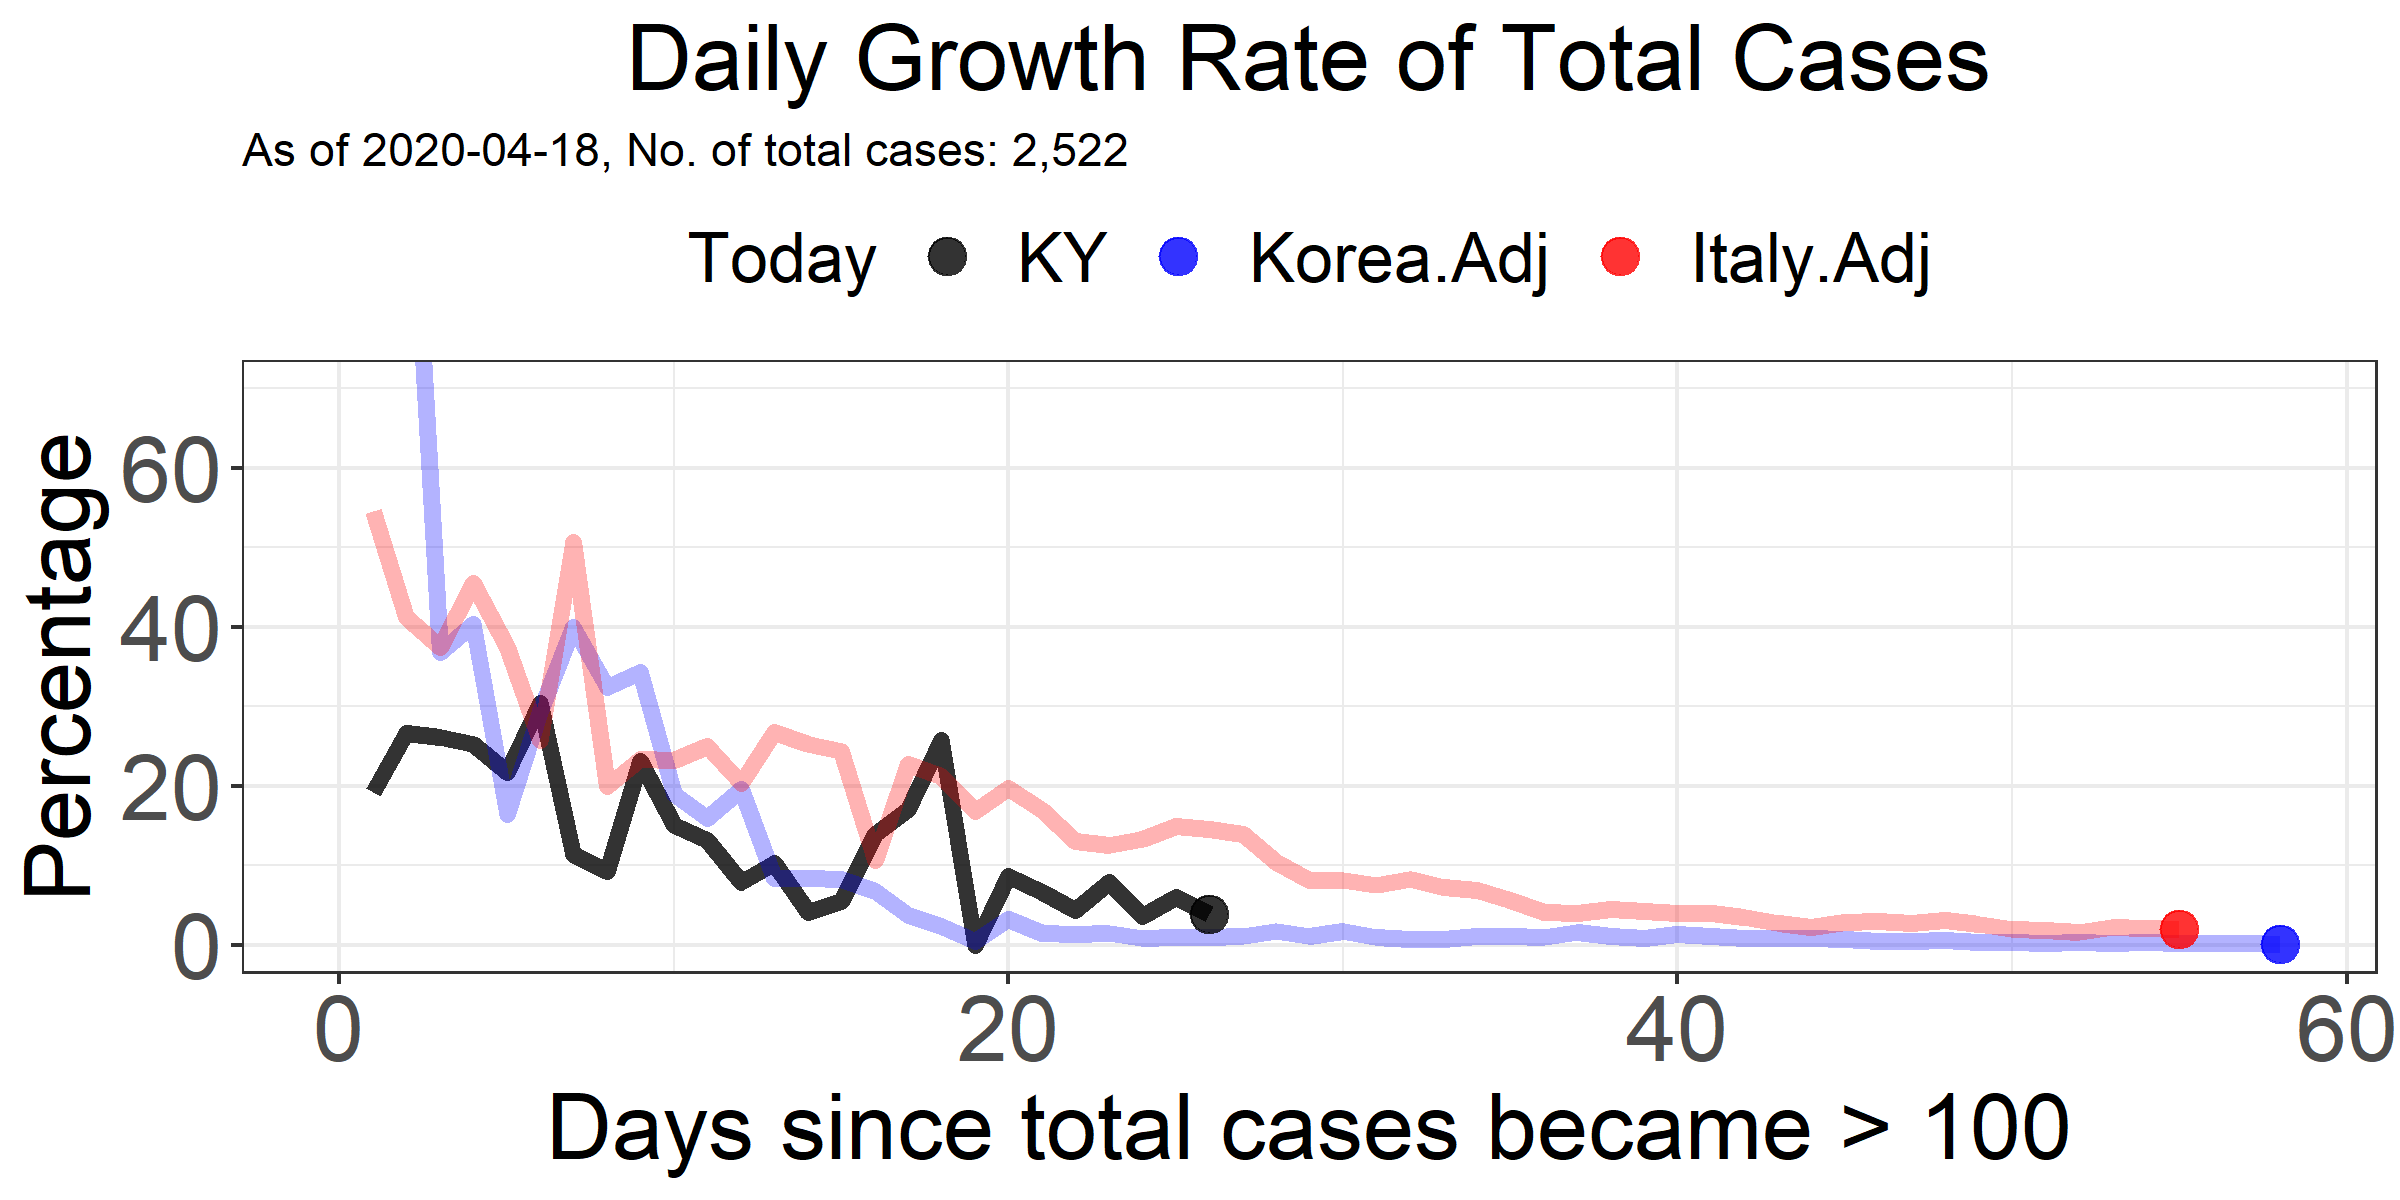 Daily Growth Rate of Total Cases
As of 2020-04-18, No. of total cases: 2,522
Today KY Korea.Adj Italy.Adj
Percentage
60
40
20
0
0 20 40 60
Days since total cases became > 100